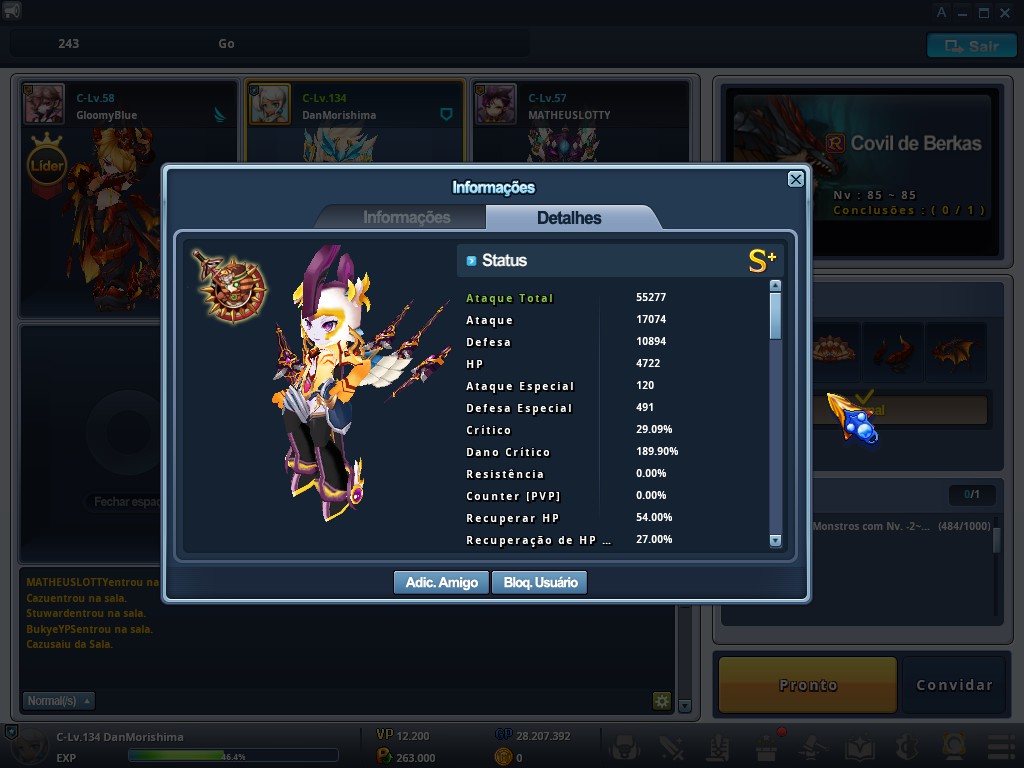 A
243 Go
Sair
C-Lv.58
GloomyBlue
C-Lv.134
DanMorishima
C-Lv.57
MATHEUSLOTTY
Líder
R Covil de Berkas
Nv : 85 ~ 85
Conclusões : ( 0 / 1 )
Informações
Informações Detalhes
Status S+
Ataque Total 55277
Ataque 17074
Defesa 10894
HP 4722
Ataque Especial 120
Defesa Especial 491
Crítico 29.09%
Dano Crítico 189.90%
Resistência 0.00%
Counter [PVP] 0.00%
Recuperar HP 54.00%
Recuperação de HP ... 27.00%
Adic. Amigo Bloq. Usuário
Fechar espaç
0/1
Monstros com Nv. -2~... (484/1000)
MATHEUSLOTTYentrou na
Cazuentrou na sala.
Stuwardentrou na sala.
BukyeYPSentrou na sala.
Cazusaiu da Sala.
Normal(/s)
Pronto Convidar
C-Lv.134 DanMorishima
EXP 46.4%
VP 12.200
GP 28.207.392
263.000
0